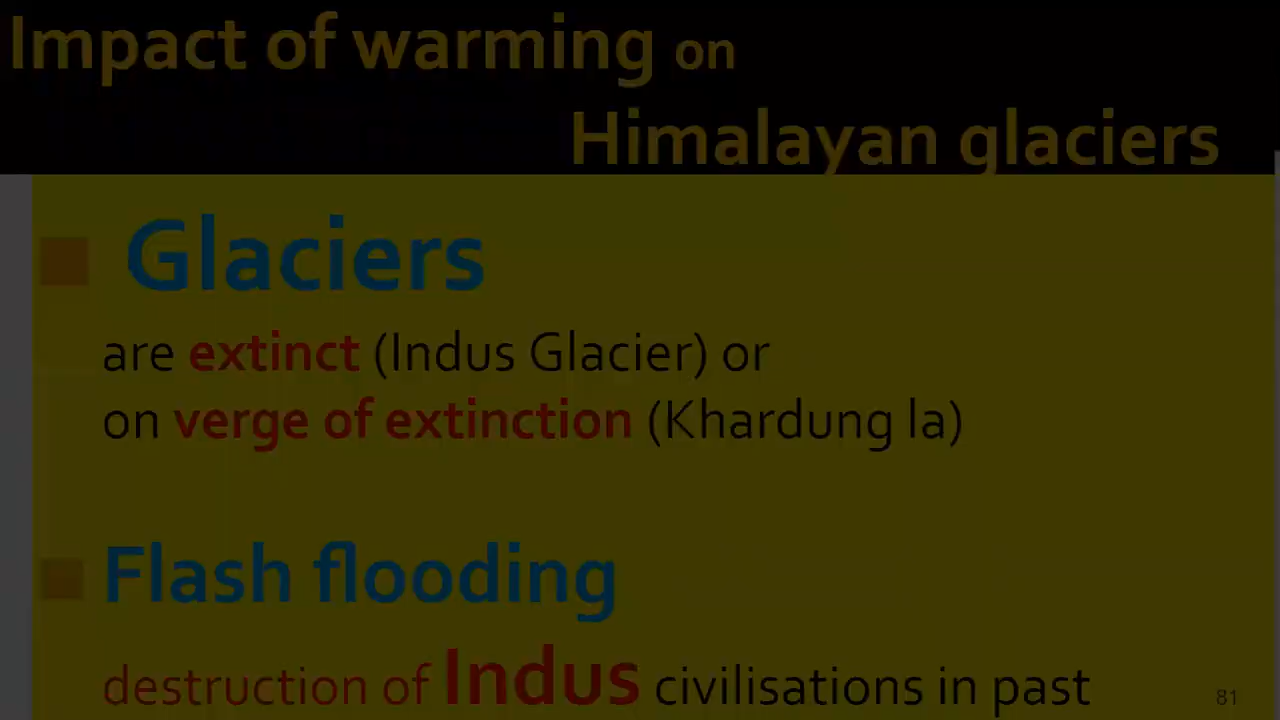 Impact of warming on
Himalayan glaciers
Glaciers
are extinct (Indus Glacier) or
on verge of extinction (Khardung la)
Flash flooding
destruction of Indus civilisations in past
81